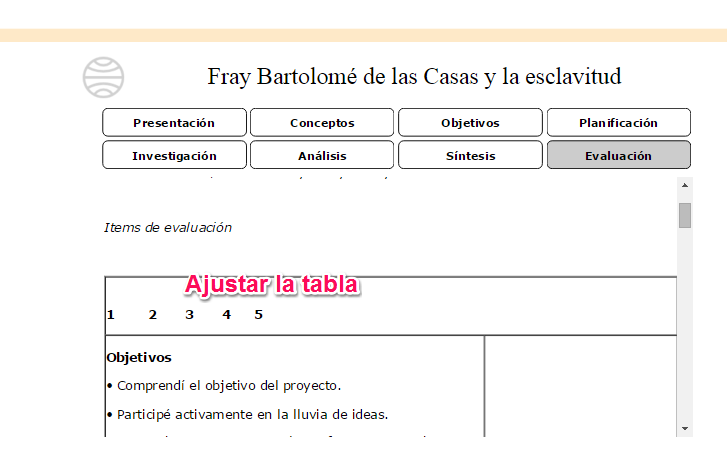 Fray Bartolomé de las Casas y la esclavitud
Presentación Conceptos Objetivos Planificación
Investigación Análisis Síntesis Evaluación
Items de evaluación
Ajustar la tabla
1 2 3 4 5
Objetivos
• Comprendí el objetivo del proyecto.
• Participé activamente en la lluvia de ideas.